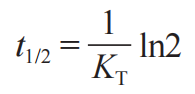 t1/2 = 1/KT ln2